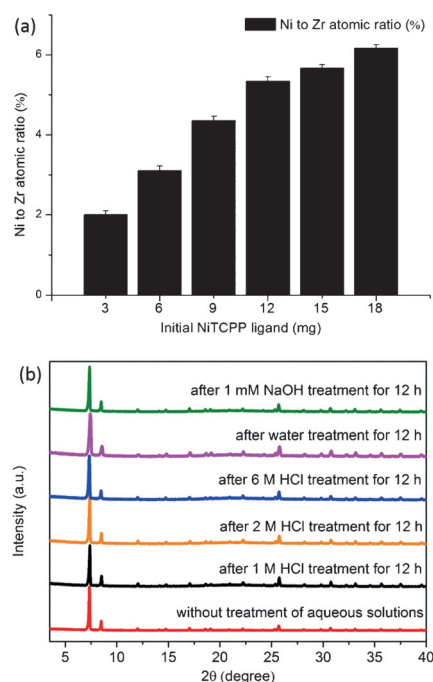 (a)
Ni to Zr atomic ratio (%)
Ni to Zr atomic ratio (%)
6
4
2
0
3 6 9 12 15 18
Initial NiTCPP ligand (mg)
(b)
after 1 mM NaOH treatment for 12 h
after water treatment for 12 h
after 6 M HCl treatment for 12 h
after 2 M HCl treatment for 12 h
after 1 M HCl treatment for 12 h
without treatment of aqueous solutions
Intensity (a.u.)
5 10 15 20 25 30 35 40
2θ (degree)